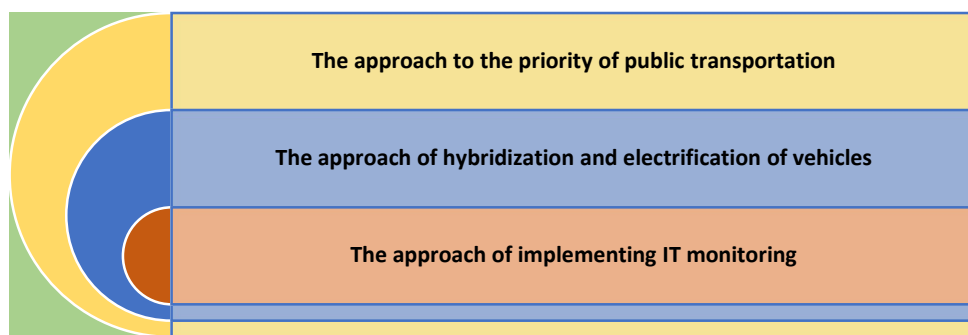 The approach to the priority of public transportation
The approach of hybridization and electrification of vehicles
The approach of implementing IT monitoring